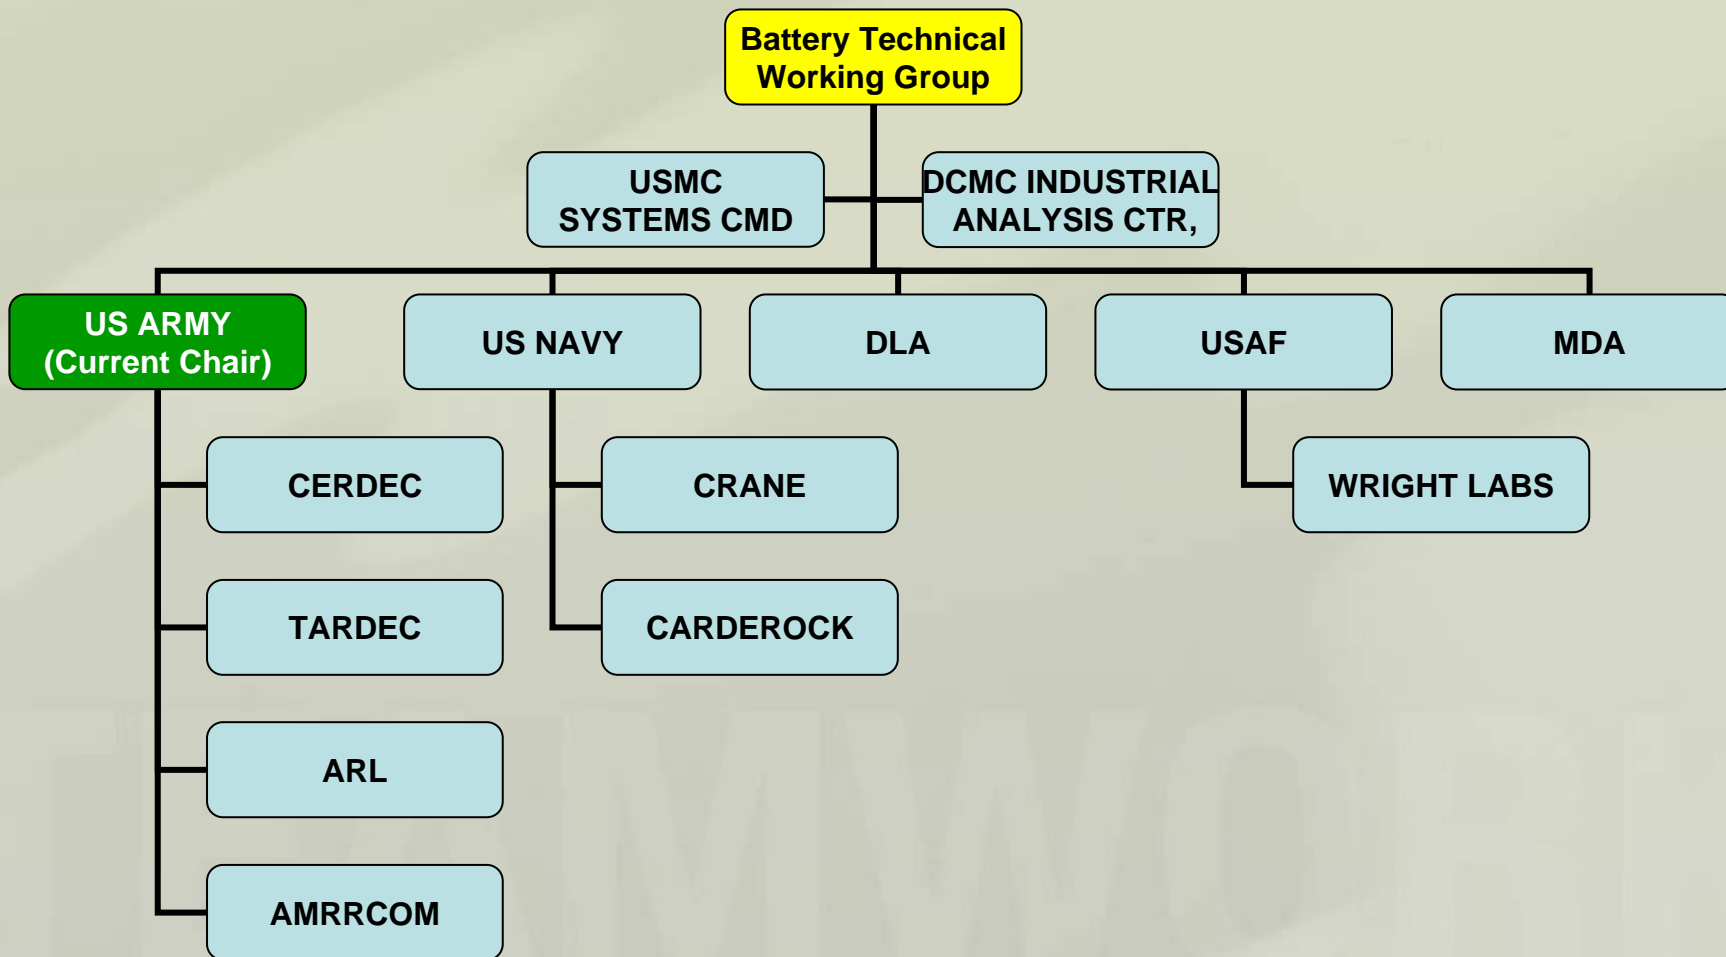 Battery Technical
Working Group
USMC
SYSTEMS CMD
DCMC INDUSTRIAL
ANALYSIS CTR,
US ARMY
(Current Chair)
US NAVY
DLA
USAF
MDA
CERDEC
CRANE
WRIGHT LABS
TARDEC
CARDEROCK
ARL
AMRRCOM
TEAMWORK